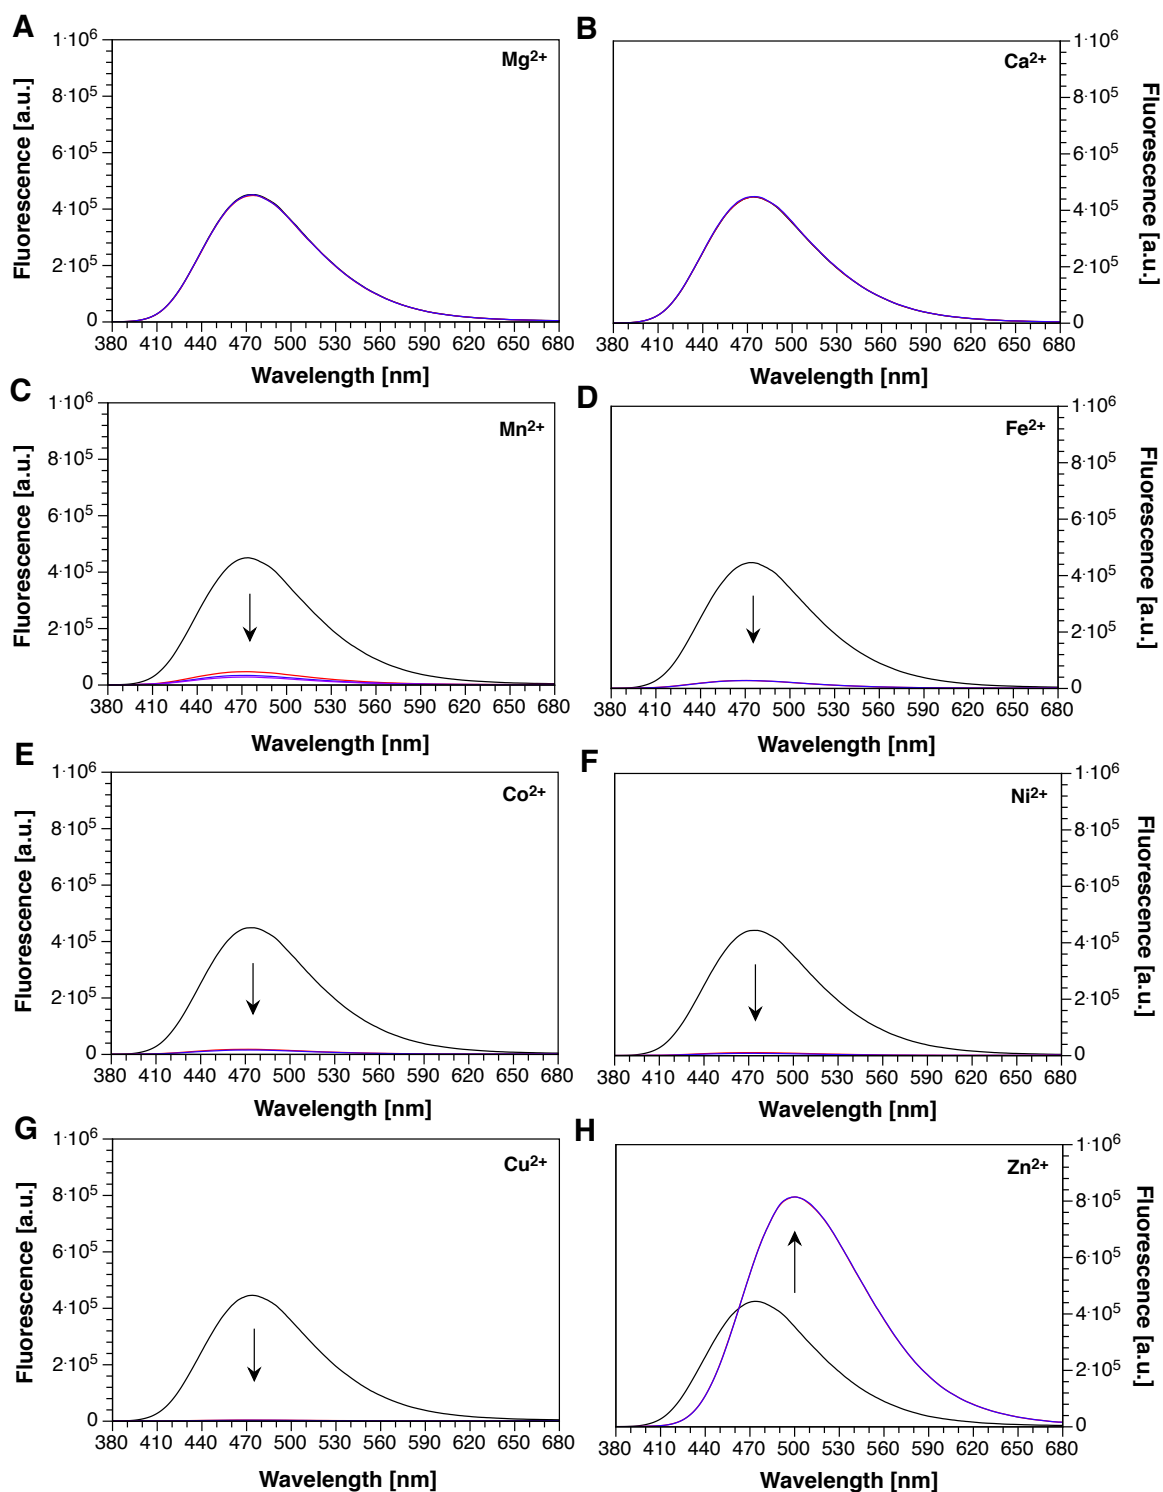 A
Mg²⁺
Fluorescence [a.u.]
1·10⁶
8·10⁵
6·10⁵
4·10⁵
2·10⁵
0
380 410 440 470 500 530 560 590 620 650 680
Wavelength [nm]
B
Ca²⁺
Fluorescence [a.u.]
1·10⁶
8·10⁵
6·10⁵
4·10⁵
2·10⁵
0
380 410 440 470 500 530 560 590 620 650 680
Wavelength [nm]
C
Mn²⁺
Fluorescence [a.u.]
1·10⁶
8·10⁵
6·10⁵
4·10⁵
2·10⁵
0
380 410 440 470 500 530 560 590 620 650 680
Wavelength [nm]
D
Fe²⁺
Fluorescence [a.u.]
1·10⁶
8·10⁵
6·10⁵
4·10⁵
2·10⁵
0
380 410 440 470 500 530 560 590 620 650 680
Wavelength [nm]
E
Co²⁺
Fluorescence [a.u.]
1·10⁶
8·10⁵
6·10⁵
4·10⁵
2·10⁵
0
380 410 440 470 500 530 560 590 620 650 680
Wavelength [nm]
F
Ni²⁺
Fluorescence [a.u.]
1·10⁶
8·10⁵
6·10⁵
4·10⁵
2·10⁵
0
380 410 440 470 500 530 560 590 620 650 680
Wavelength [nm]
G
Cu²⁺
Fluorescence [a.u.]
1·10⁶
8·10⁵
6·10⁵
4·10⁵
2·10⁵
0
380 410 440 470 500 530 560 590 620 650 680
Wavelength [nm]
H
Zn²⁺
Fluorescence [a.u.]
1·10⁶
8·10⁵
6·10⁵
4·10⁵
2·10⁵
0
380 410 440 470 500 530 560 590 620 650 680
Wavelength [nm]